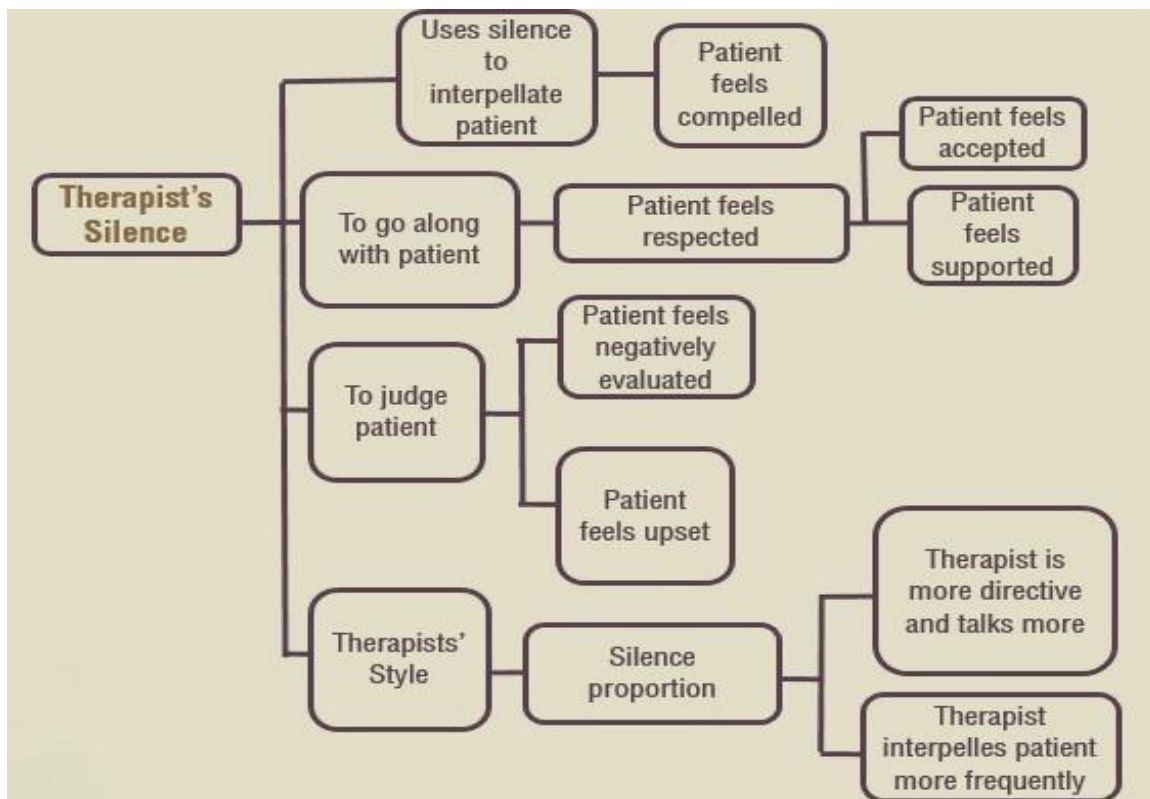 Therapist's
Silence
Uses silence
to
interpellate
patient
Patient
feels
compelled
To go along
with patient
Patient feels
respected
Patient feels
accepted
Patient
feels
supported
To judge
patient
Patient feels
negatively
evaluated
Patient
feels upset
Therapists'
Style
Silence
proportion
Therapist is
more directive
and talks more
Therapist
interpelles patient
more frequently